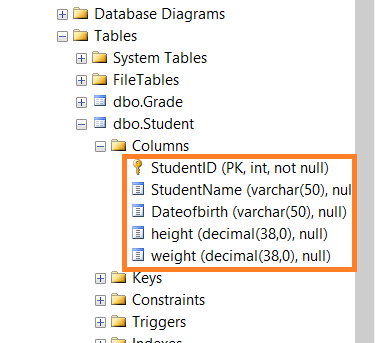 Database Diagrams
Tables
System Tables
FileTables
dbo.Grade
dbo.Student
Columns
StudentID (PK, int, not null)
StudentName (varchar(50), nul
Dateofbirth (varchar(50), null)
height (decimal(38,0), null)
weight (decimal(38,0), null)
Keys
Constraints
Triggers
Indexes